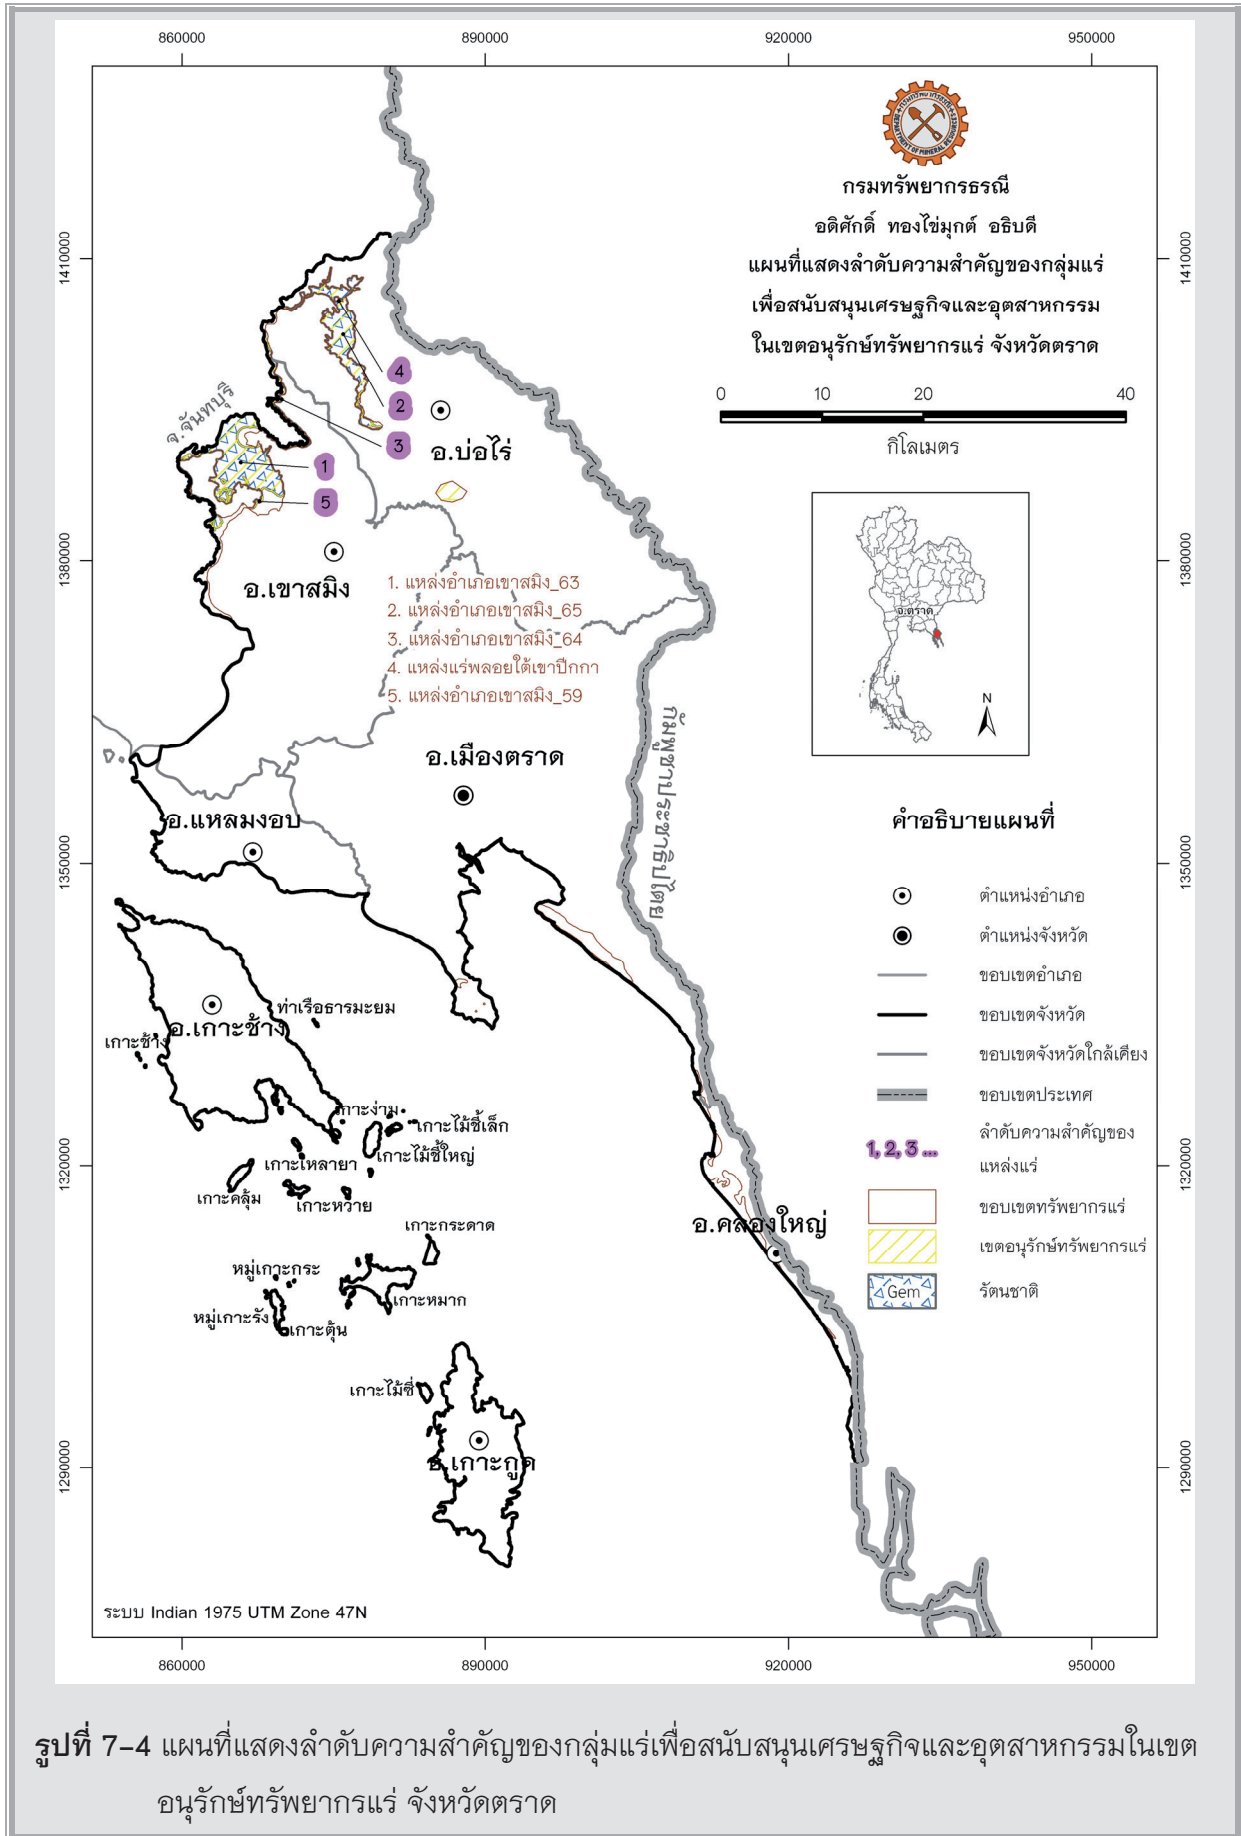 860000 890000 920000 950000
กรมทรัพยากรธรณี
DEPARTMENT OF MINERAL RESOURCES
กรมทรัพยากรธรณี
อดิศักดิ์ ทองไข่มุกต์ อธิบดี
แผนที่แสดงลำดับความสำคัญของกลุ่มแร่
เพื่อสนับสนุนเศรษฐกิจและอุตสาหกรรม
ในเขตอนุรักษ์ทรัพยากรแร่ จังหวัดตราด
0 10 20 40
กิโลเมตร
1410000 1410000
จ.จันทบุรี
4
2
3
1
5
อ.บ่อไร่
1380000 1380000
อ.เขาสมิง
1. แหล่งอำเภอเขาสมิง_63
2. แหล่งอำเภอเขาสมิง_65
3. แหล่งอำเภอเขาสมิง_64
4. แหล่งแร่พลอยใต้เขาปีกกา
5. แหล่งอำเภอเขาสมิง_59
จ.ตราด
N
กัมพูชาประชาธิปไตย
อ.เมืองตราด
อ.แหลมงอบ
1350000 1350000
คำอธิบายแผนที่
ตำแหน่งอำเภอ
ตำแหน่งจังหวัด
ขอบเขตอำเภอ
ขอบเขตจังหวัด
ขอบเขตจังหวัดใกล้เคียง
ขอบเขตประเทศ
1, 2, 3 ... ลำดับความสำคัญของ
แหล่งแร่
ขอบเขตทรัพยากรแร่
เขตอนุรักษ์ทรัพยากรแร่
Gem รัตนชาติ
ท่าเรือธารมะยม
อ.เกาะช้าง
เกาะช้าง
เกาะง่าม
เกาะไม้ซี้เล็ก
เกาะไม้ซี้ใหญ่
เกาะเหลายา
1320000 1320000
เกาะคลุ้ม
เกาะหวาย
เกาะกระดาด
อ.คลองใหญ่
หมู่เกาะกระ
เกาะหมาก
หมู่เกาะรัง
เกาะตุ้น
เกาะไม้ซี่
อ.เกาะกูด
1290000 1290000
ระบบ Indian 1975 UTM Zone 47N
860000 890000 920000 950000
รูปที่ 7-4 แผนที่แสดงลำดับความสำคัญของกลุ่มแร่เพื่อสนับสนุนเศรษฐกิจและอุตสาหกรรมในเขต
อนุรักษ์ทรัพยากรแร่ จังหวัดตราด